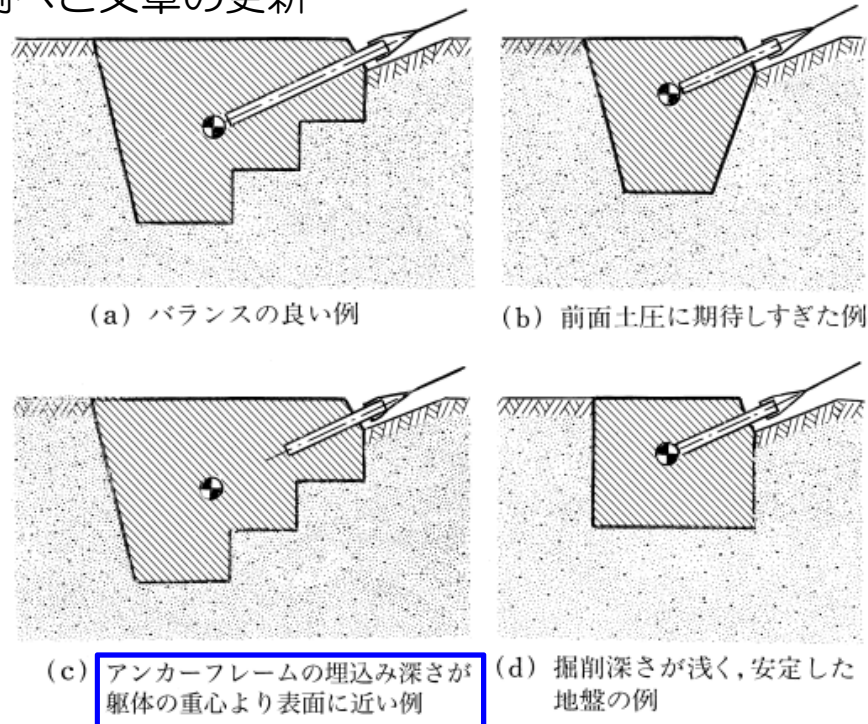 文章の更新
(a) バランスの良い例
(b) 前面土圧に期待しすぎた例
(c) アンカーフレームの埋込み深さが
躯体の重心より表面に近い例
(d) 掘削深さが浅く，安定した
地盤の例